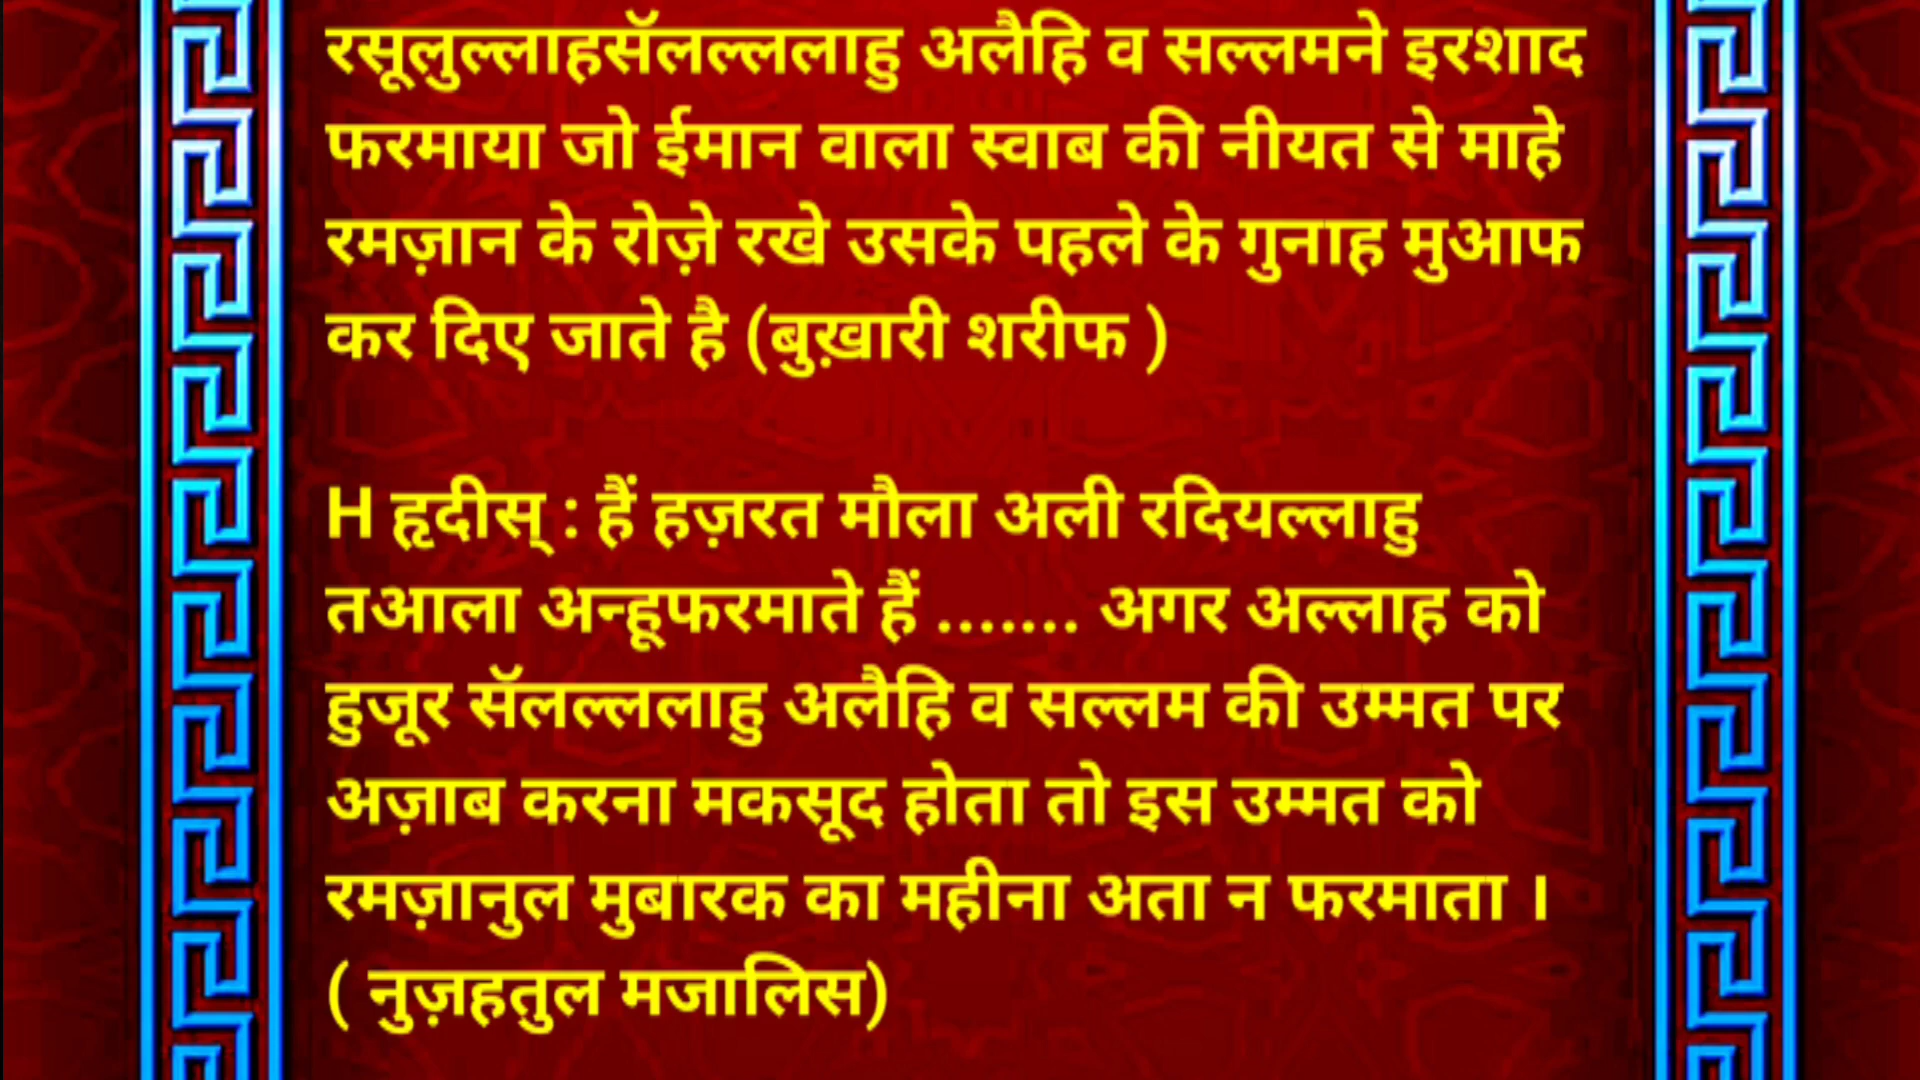 रसूलुल्लाहसॅलल्ललाहु अलैहि व सल्लमने इरशाद
फरमाया जो ईमान वाला स्वाब की नीयत से माहे
रमज़ान के रोज़े रखे उसके पहले के गुनाह मुआफ
कर दिए जाते है (बुख़ारी शरीफ )
H हृदीस् : हैं हज़रत मौला अली रदियल्लाहु
तआला अन्हूफरमाते हैं ....... अगर अल्लाह को
हुजूर सॅलल्ललाहु अलैहि व सल्लम की उम्मत पर
अज़ाब करना मकसूद होता तो इस उम्मत को
रमज़ानुल मुबारक का महीना अता न फरमाता ।
( नुज़हतुल मजालिस)